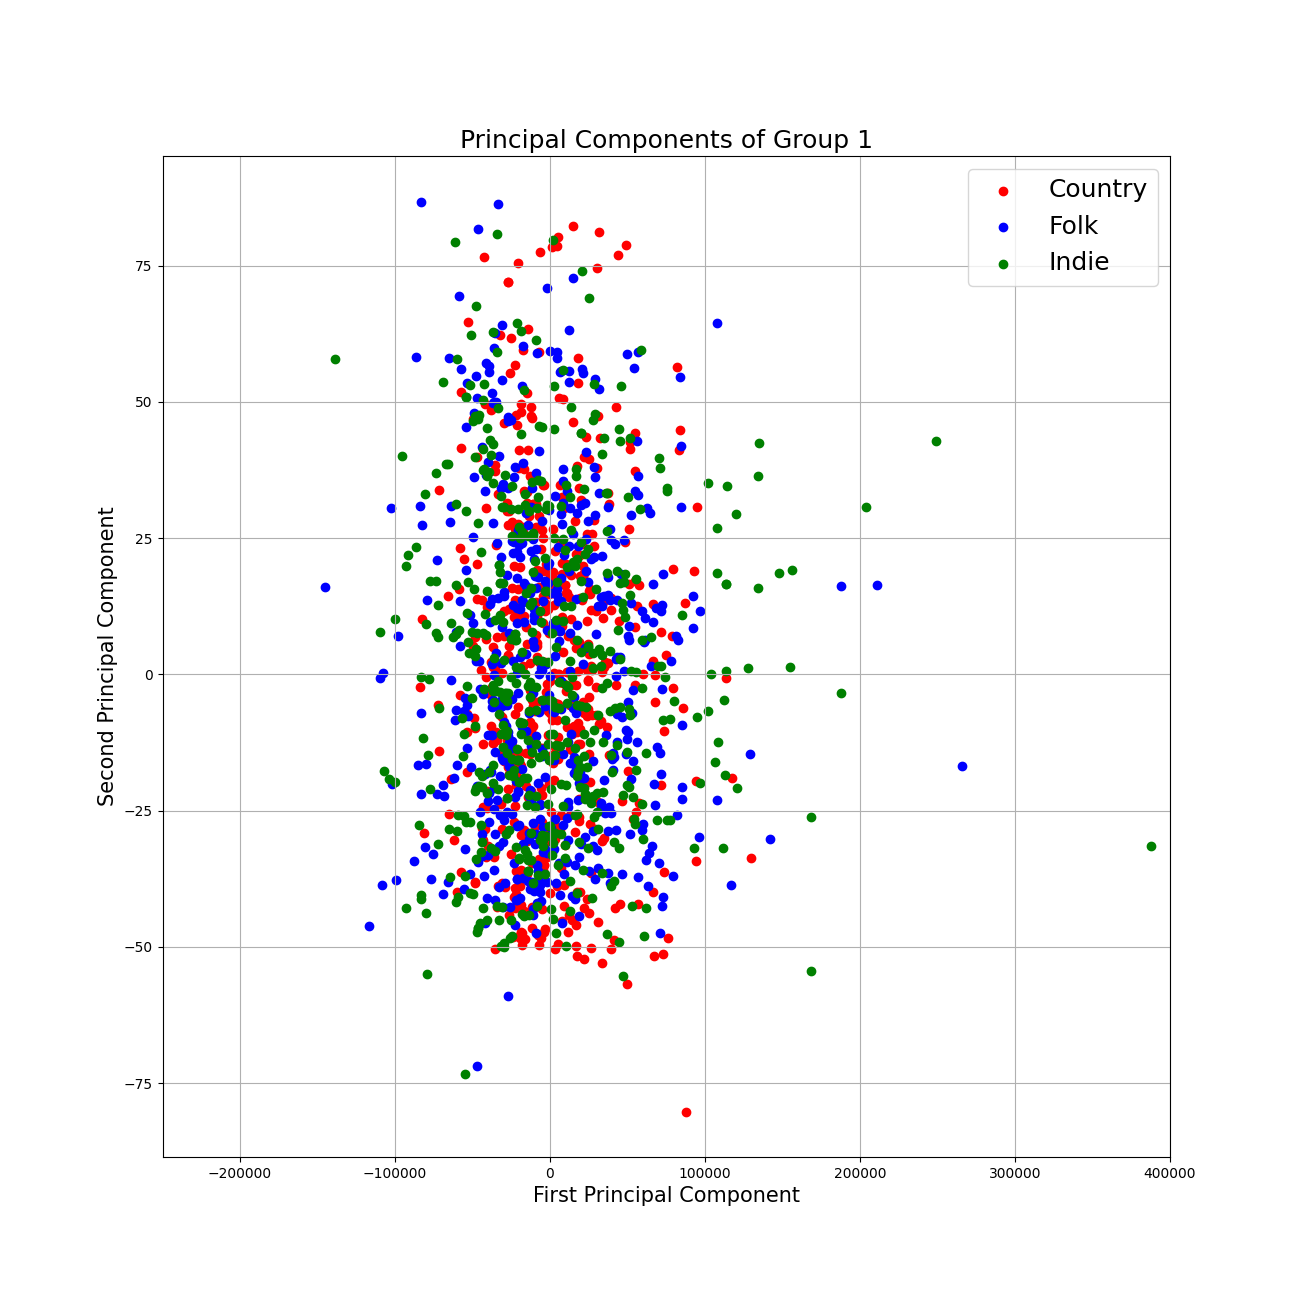 Principal Components of Group 1
Country
Folk
Indie
75
50
25
0
−25
−50
−75
Second Principal Component
−200000
−100000
0
100000
200000
300000
400000
First Principal Component